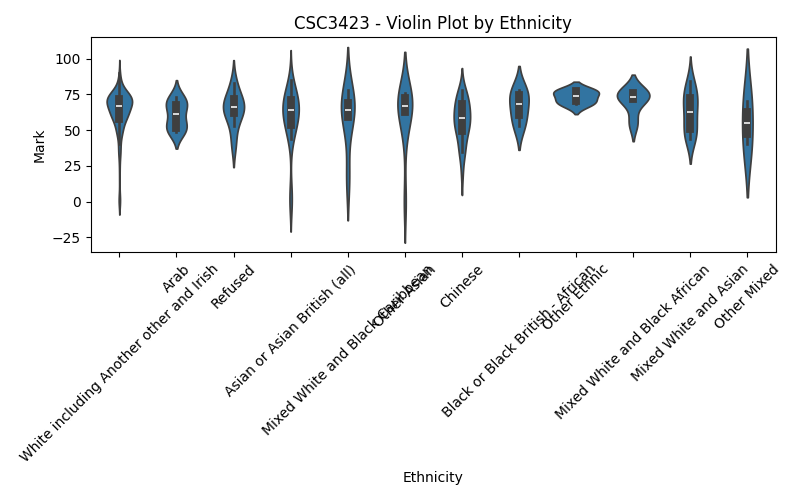 CSC3423 - Violin Plot by Ethnicity
Mark
100
75
50
25
0
−25
White including Another other and Irish
Arab
Refused
Asian or Asian British (all)
Mixed White and Black Caribbean
Other Asian
Chinese
Black or Black British - African
Other Ethnic
Mixed White and Black African
Mixed White and Asian
Other Mixed
Ethnicity